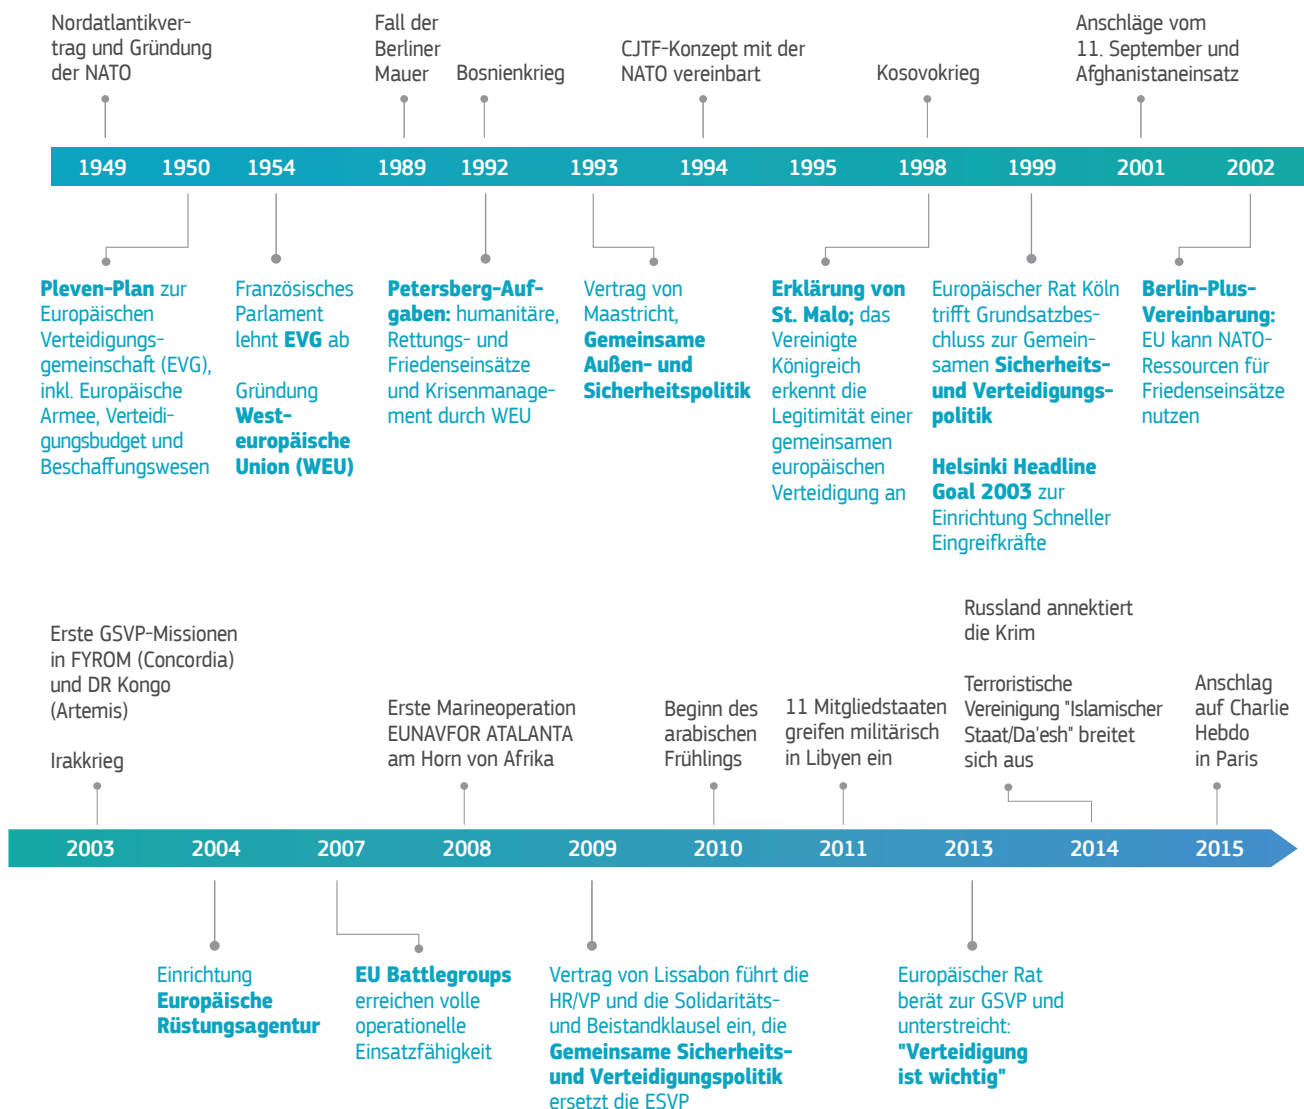 Nordatlantikver-
trag und Gründung
der NATO
Fall der
Berliner
Mauer
Bosnienkrieg
CJTF-Konzept mit der
NATO vereinbart
Kosovokrieg
Anschläge vom
11. September und
Afghanistaneinsatz
1949 1950 1954 1989 1992 1993 1994 1995 1998 1999 2001 2002
Pleven-Plan zur
Europäischen
Verteidigungs-
gemeinschaft (EVG),
inkl. Europäische
Armee, Verteidi-
gungsbudget und
Beschaffungswesen
Französisches
Parlament
lehnt EVG ab
Gründung
West-
europäische
Union (WEU)
Petersberg-Auf-
gaben: humanitäre,
Rettungs- und
Friedenseinsätze
und Krisenmanage-
ment durch WEU
Vertrag von
Maastricht,
Gemeinsame
Außen- und
Sicherheitspolitik
Erklärung von
St. Malo; das
Vereinigte
Königreich
erkennt die
Legitimität einer
gemeinsamen
europäischen
Verteidigung an
Europäischer Rat Köln
trifft Grundsatzbes-
chluss zur Gemein-
samen Sicherheits-
und Verteidigungs-
politik
Helsinki Headline
Goal 2003 zur
Einrichtung Schneller
Eingreifkräfte
Berlin-Plus-
Vereinbarung:
EU kann NATO-
Ressourcen für
Friedenseinsätze
nutzen
Erste GSVP-Missionen
in FYROM (Concordia)
und DR Kongo
(Artemis)
Irakkrieg
Erste Marineoperation
EUNAVFOR ATALANTA
am Horn von Afrika
Beginn des
arabischen
Frühlings
11 Mitgliedstaaten
greifen militärisch
in Libyen ein
Russland annektiert
die Krim
Terroristische
Vereinigung "Islamischer
Staat/Da'esh" breitet
sich aus
Anschlag
auf Charlie
Hebdo
in Paris
2003 2004 2007 2008 2009 2010 2011 2013 2014 2015
Einrichtung
Europäische
Rüstungsagentur
EU Battlegroups
erreichen volle
operationelle
Einsatzfähigkeit
Vertrag von Lissabon führt die
HR/VP und die Solidaritäts-
und Beistandklausel ein, die
Gemeinsame Sicherheits-
und Verteidigungspolitik
ersetzt die ESVP
Europäischer Rat
berät zur GSVP und
unterstreicht:
"Verteidigung
ist wichtig"